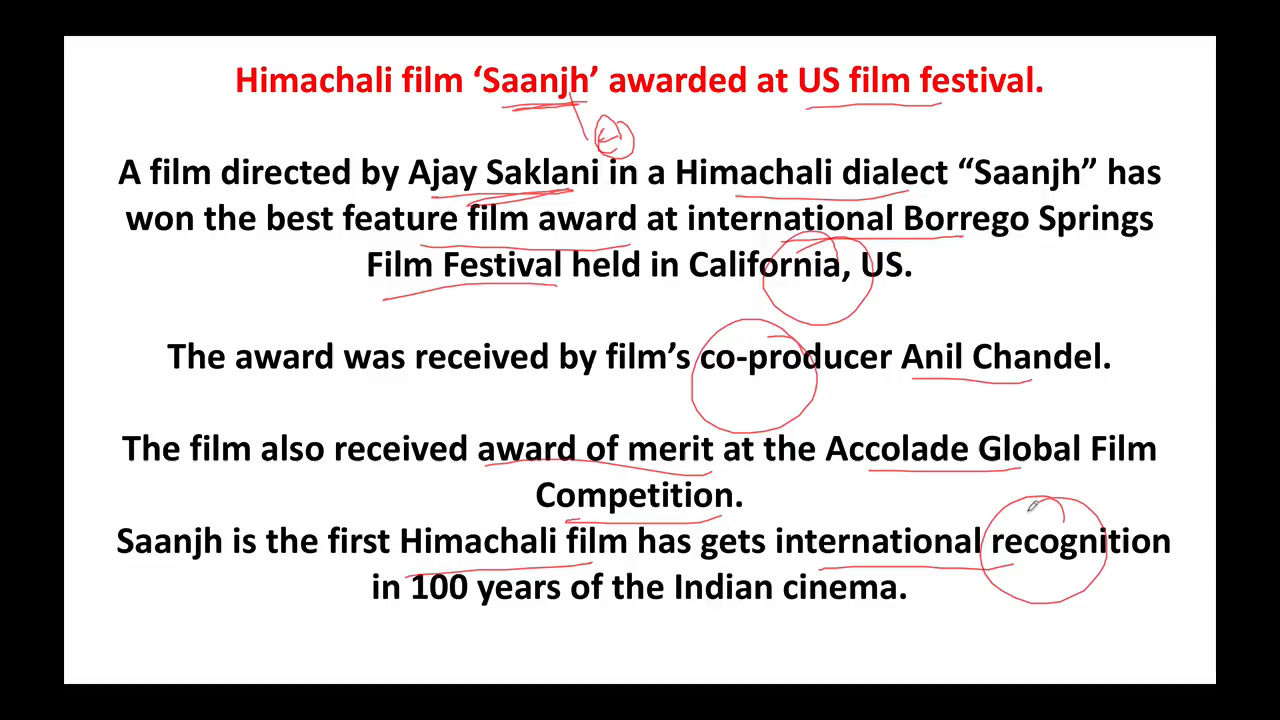 Himachali film ‘Saanjh’ awarded at US film festival.
A film directed by Ajay Saklani in a Himachali dialect “Saanjh” has
won the best feature film award at international Borrego Springs
Film Festival held in California, US.
The award was received by film’s co-producer Anil Chandel.
The film also received award of merit at the Accolade Global Film
Competition.
Saanjh is the first Himachali film has gets international recognition
in 100 years of the Indian cinema.